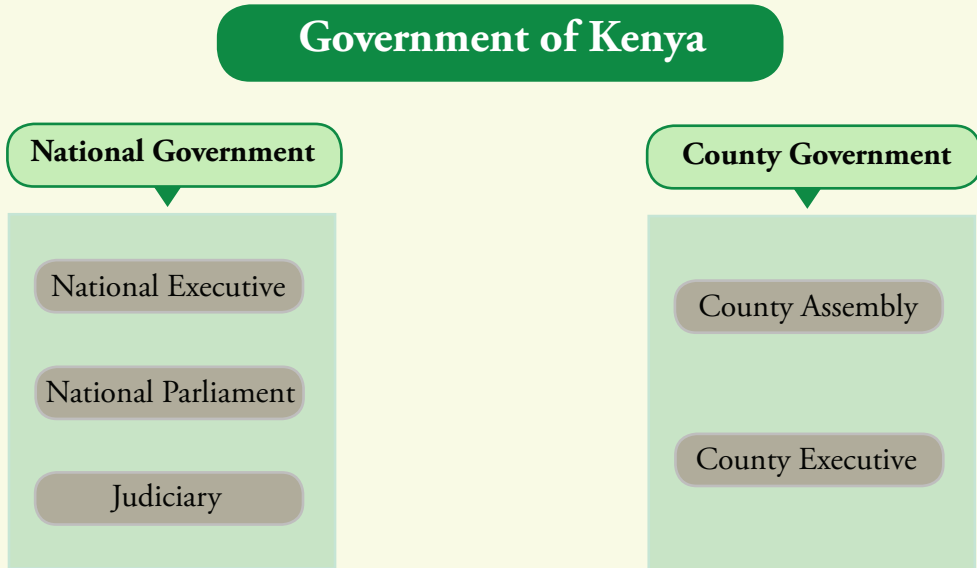 Government of Kenya
National Government
National Executive
National Parliament
Judiciary
County Government
County Assembly
County Executive